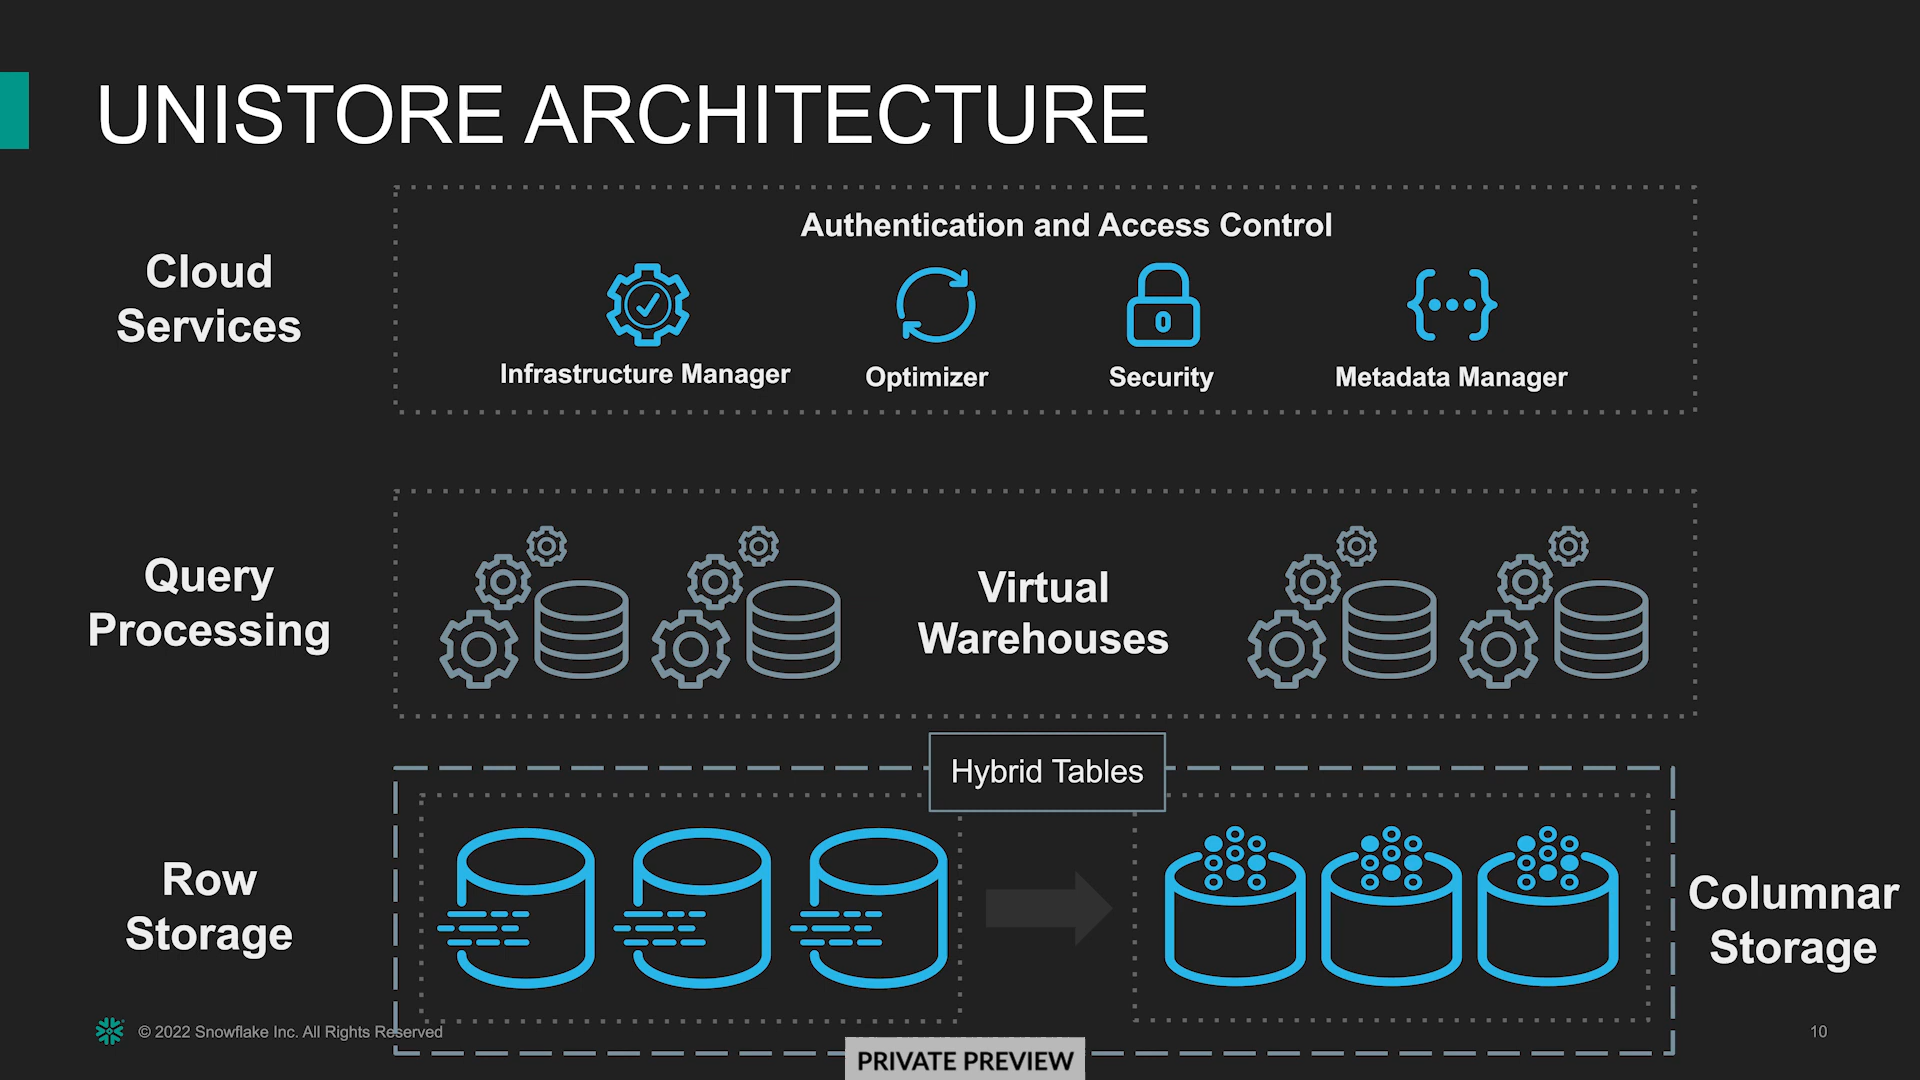 UNISTORE ARCHITECTURE
Cloud
Services
Authentication and Access Control
Infrastructure Manager
Optimizer
Security
Metadata Manager
Query
Processing
Virtual
Warehouses
Hybrid Tables
Row
Storage
Columnar
Storage
© 2022 Snowflake Inc. All Rights Reserved
10
PRIVATE PREVIEW